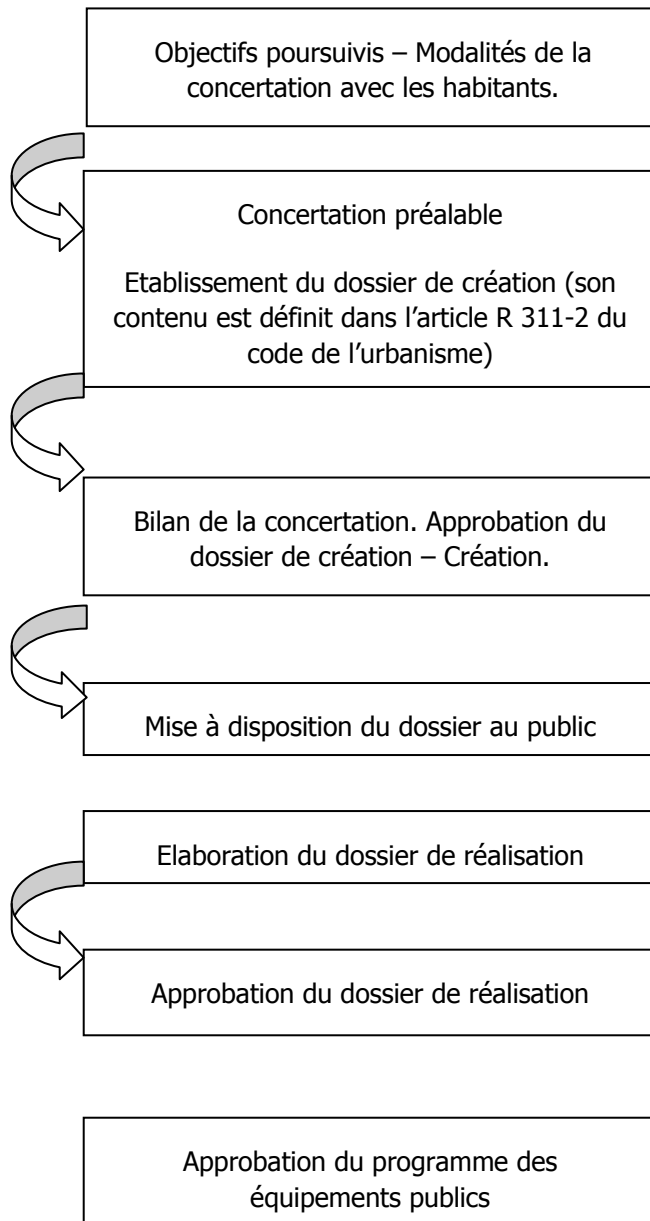 Objectifs poursuivis – Modalités de la
concertation avec les habitants.
Concertation préalable
Etablissement du dossier de création (son
contenu est définit dans l’article R 311-2 du
code de l’urbanisme)
Bilan de la concertation. Approbation du
dossier de création – Création.
Mise à disposition du dossier au public
Elaboration du dossier de réalisation
Approbation du dossier de réalisation
Approbation du programme des
équipements publics